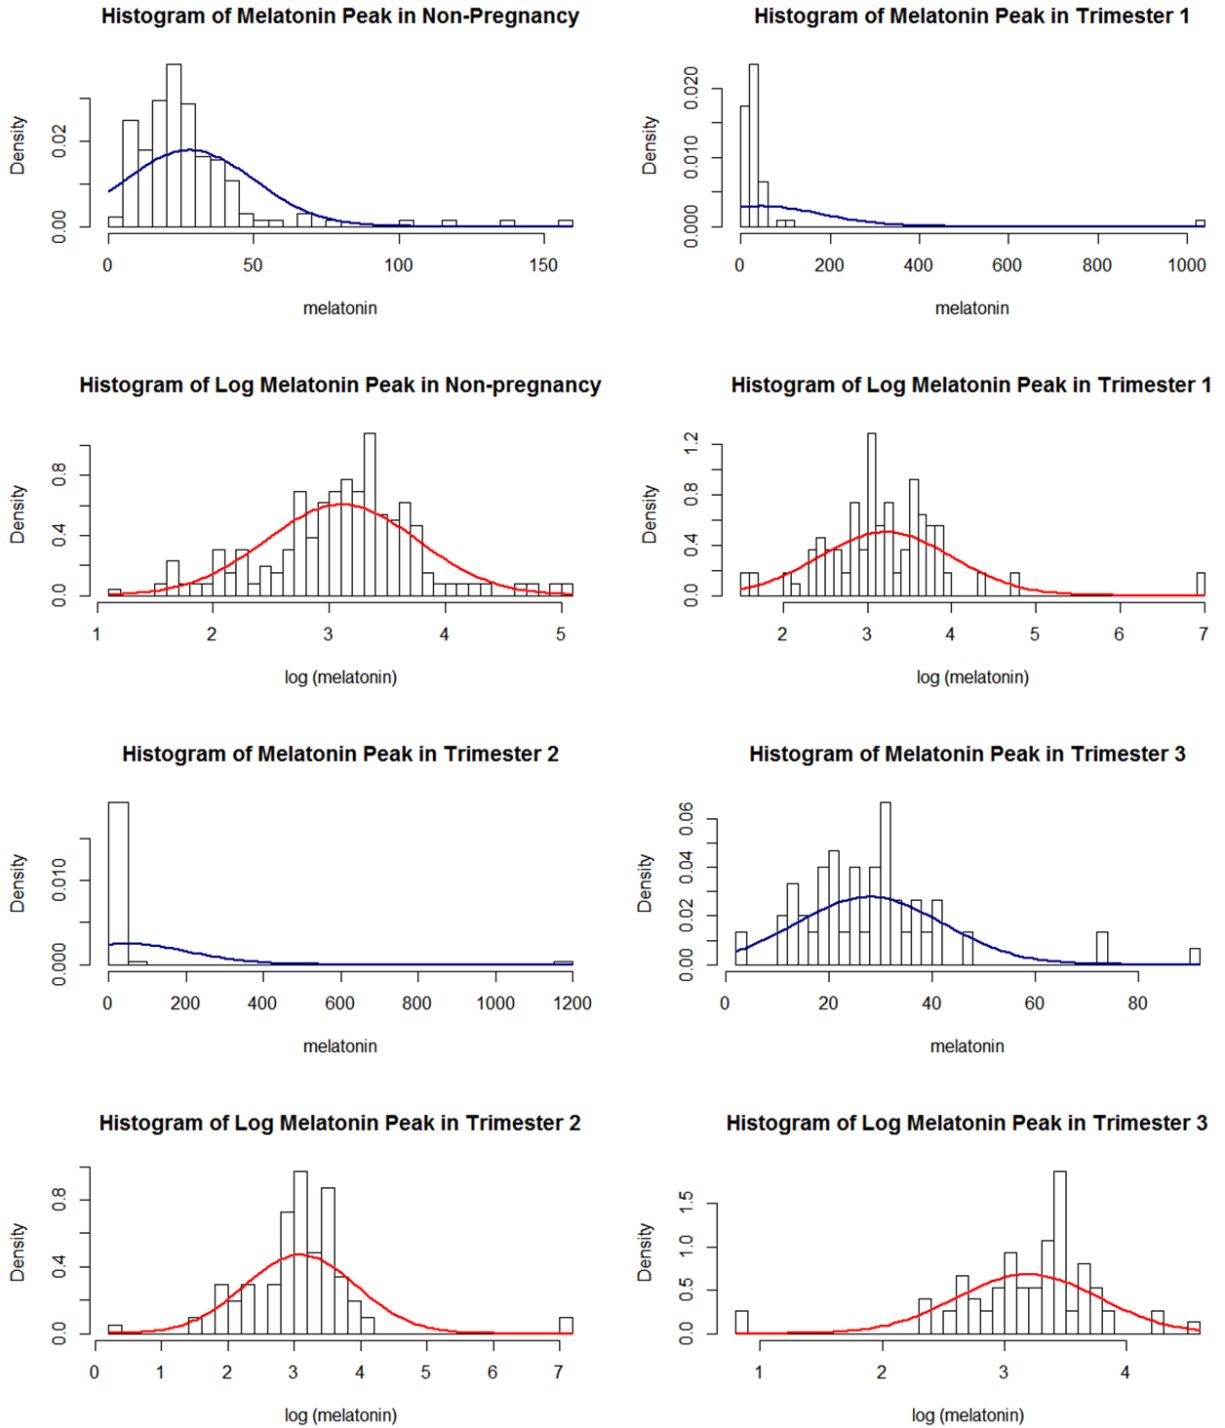 Histogram of Melatonin Peak in Non-Pregnancy
Density
0.00 0.02
0 50 100 150
melatonin
Histogram of Melatonin Peak in Trimester 1
Density
0.000 0.010 0.020
0 200 400 600 800 1000
melatonin
Histogram of Log Melatonin Peak in Non-pregnancy
Density
0.0 0.4 0.8
1 2 3 4 5
log (melatonin)
Histogram of Log Melatonin Peak in Trimester 1
Density
0.0 0.4 0.8 1.2
2 3 4 5 6 7
log (melatonin)
Histogram of Melatonin Peak in Trimester 2
Density
0.000 0.010
0 200 400 600 800 1000 1200
melatonin
Histogram of Melatonin Peak in Trimester 3
Density
0.00 0.02 0.04 0.06
0 20 40 60 80
melatonin
Histogram of Log Melatonin Peak in Trimester 2
Density
0.0 0.4 0.8
0 1 2 3 4 5 6 7
log (melatonin)
Histogram of Log Melatonin Peak in Trimester 3
Density
0.0 0.5 1.0 1.5
1 2 3 4
log (melatonin)